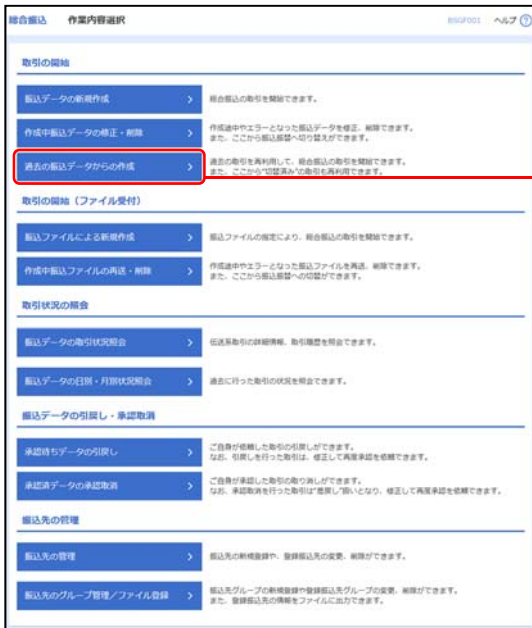 総合振込 作業内容選択 BSGF001 ヘルプ ?
取引の開始
振込データの新規作成 > 総合振込の取引を開始できます。
作成中振込データの修正・削除 > 作成途中やエラーとなった振込データを修正、削除できます。
また、ここから振込振替へ切り替えができます。
過去の振込データからの作成 > 過去の取引を再利用して、総合振込の取引を開始できます。
また、ここから"切替済み"の取引も再利用できます。
取引の開始（ファイル受付）
振込ファイルによる新規作成 > 振込ファイルの指定により、総合振込の取引を開始できます。
作成中振込ファイルの再送・削除 > 作成途中やエラーとなった振込ファイルを再送、削除できます。
また、ここから振込振替への切替ができます。
取引状況の照会
振込データの取引状況照会 > 伝送系取引の詳細情報、取引履歴を照会できます。
振込データの日別・月別状況照会 > 過去に行った取引の状況を照会できます。
振込データの引戻し・承認取消
承認待ちデータの引戻し > ご自身が依頼した取引の引戻しができます。
なお、引戻しを行った取引は、修正して再度承認を依頼できます。
承認済データの承認取消 > ご自身が承認した取引の取り消しができます。
なお、承認取消を行った取引は"差戻し"扱いとなり、修正して再度承認を依頼できます。
振込先の管理
振込先の管理 > 振込先の新規登録や、登録振込先の変更、削除ができます。
振込先のグループ管理／ファイル登録 > 振込先グループの新規登録や登録振込先グループの変更、削除ができます。
また、登録振込先の情報をファイルに出力できます。